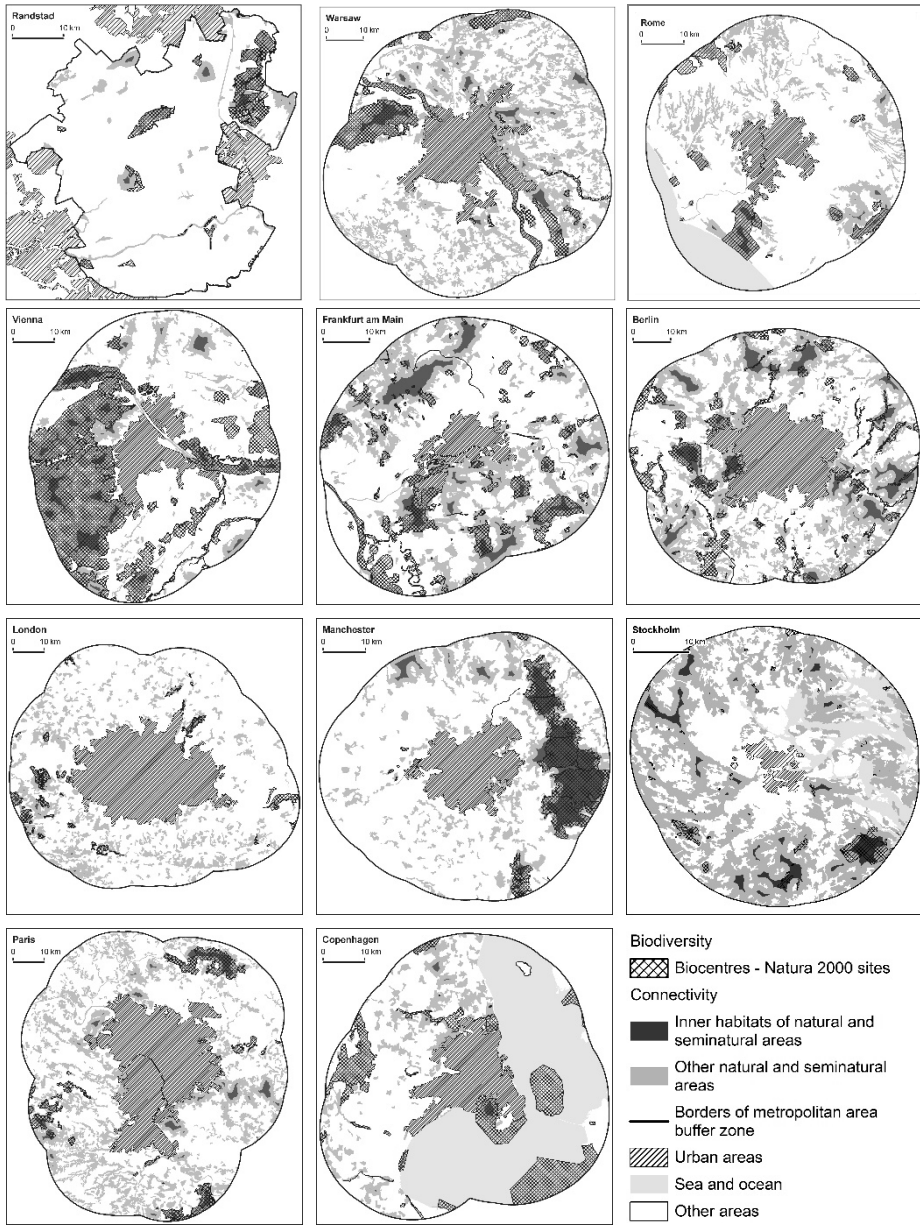 Randstad
0 10 km
Warsaw
0 10 km
Rome
0 10 km
Vienna
0 10 km
Frankfurt am Main
0 10 km
Berlin
0 10 km
London
0 10 km
Manchester
0 10 km
Stockholm
0 10 km
Paris
0 10 km
Copenhagen
0 10 km
Biodiversity
Biocentres - Natura 2000 sites
Connectivity
Inner habitats of natural and
seminatural areas
Other natural and seminatural
areas
Borders of metropolitan area
buffer zone
Urban areas
Sea and ocean
Other areas